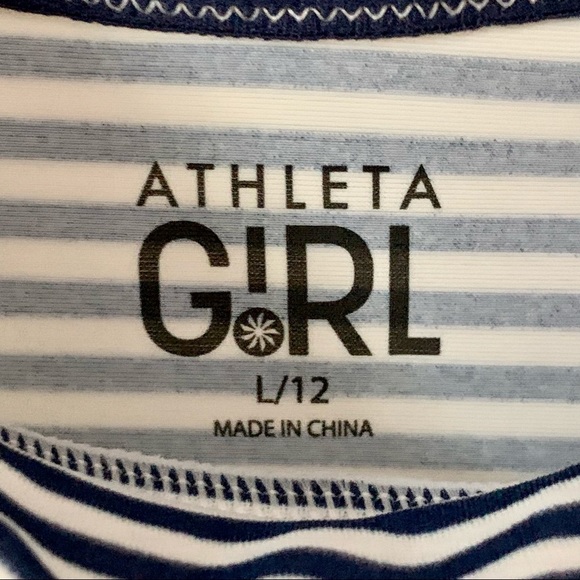 ATHLETA
G!RL
L/12
MADE IN CHINA